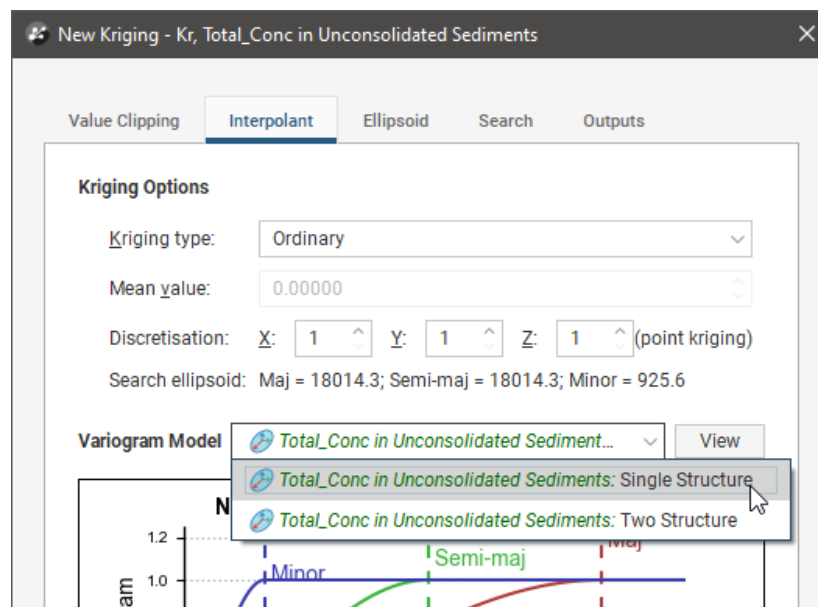 New Kriging - Kr, Total_Conc in Unconsolidated Sediments
Value Clipping Interpolant Ellipsoid Search Outputs
Kriging Options
Kriging type: Ordinary
Mean value: 0.00000
Discretisation: X: 1 Y: 1 Z: 1 (point kriging)
Search ellipsoid: Maj = 18014.3; Semi-maj = 18014.3; Minor = 925.6
Variogram Model Total_Conc in Unconsolidated Sediment... View
Total_Conc in Unconsolidated Sediments: Single Structure
N
Total_Conc in Unconsolidated Sediments: Two Structure
1.2
Maj
Semi-maj
Minor
1.0
am